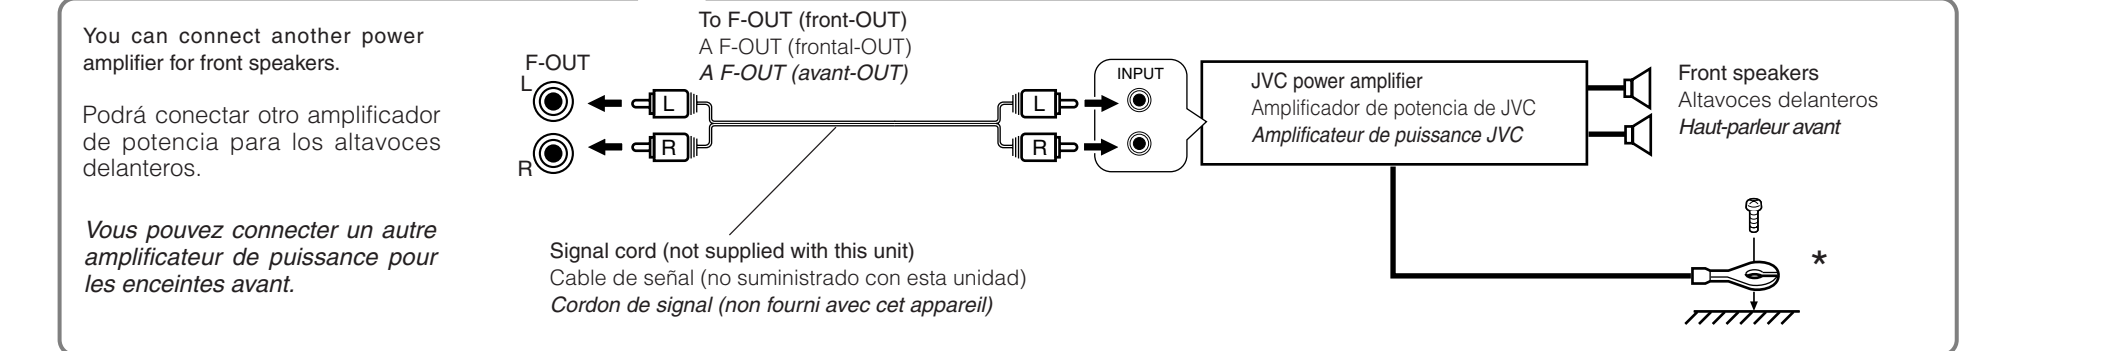 You can connect another power
amplifier for front speakers.
Podrá conectar otro amplificador
de potencia para los altavoces
delanteros.
Vous pouvez connecter un autre
amplificateur de puissance pour
les enceintes avant.
To F-OUT (front-OUT)
A F-OUT (frontal-OUT)
A F-OUT (avant-OUT)
F-OUT
L
R
L
R
L
R
INPUT
JVC power amplifier
Amplificador de potencia de JVC
Amplificateur de puissance JVC
Front speakers
Altavoces delanteros
Haut-parleur avant
Signal cord (not supplied with this unit)
Cable de señal (no suministrado con esta unidad)
Cordon de signal (non fourni avec cet appareil)
*